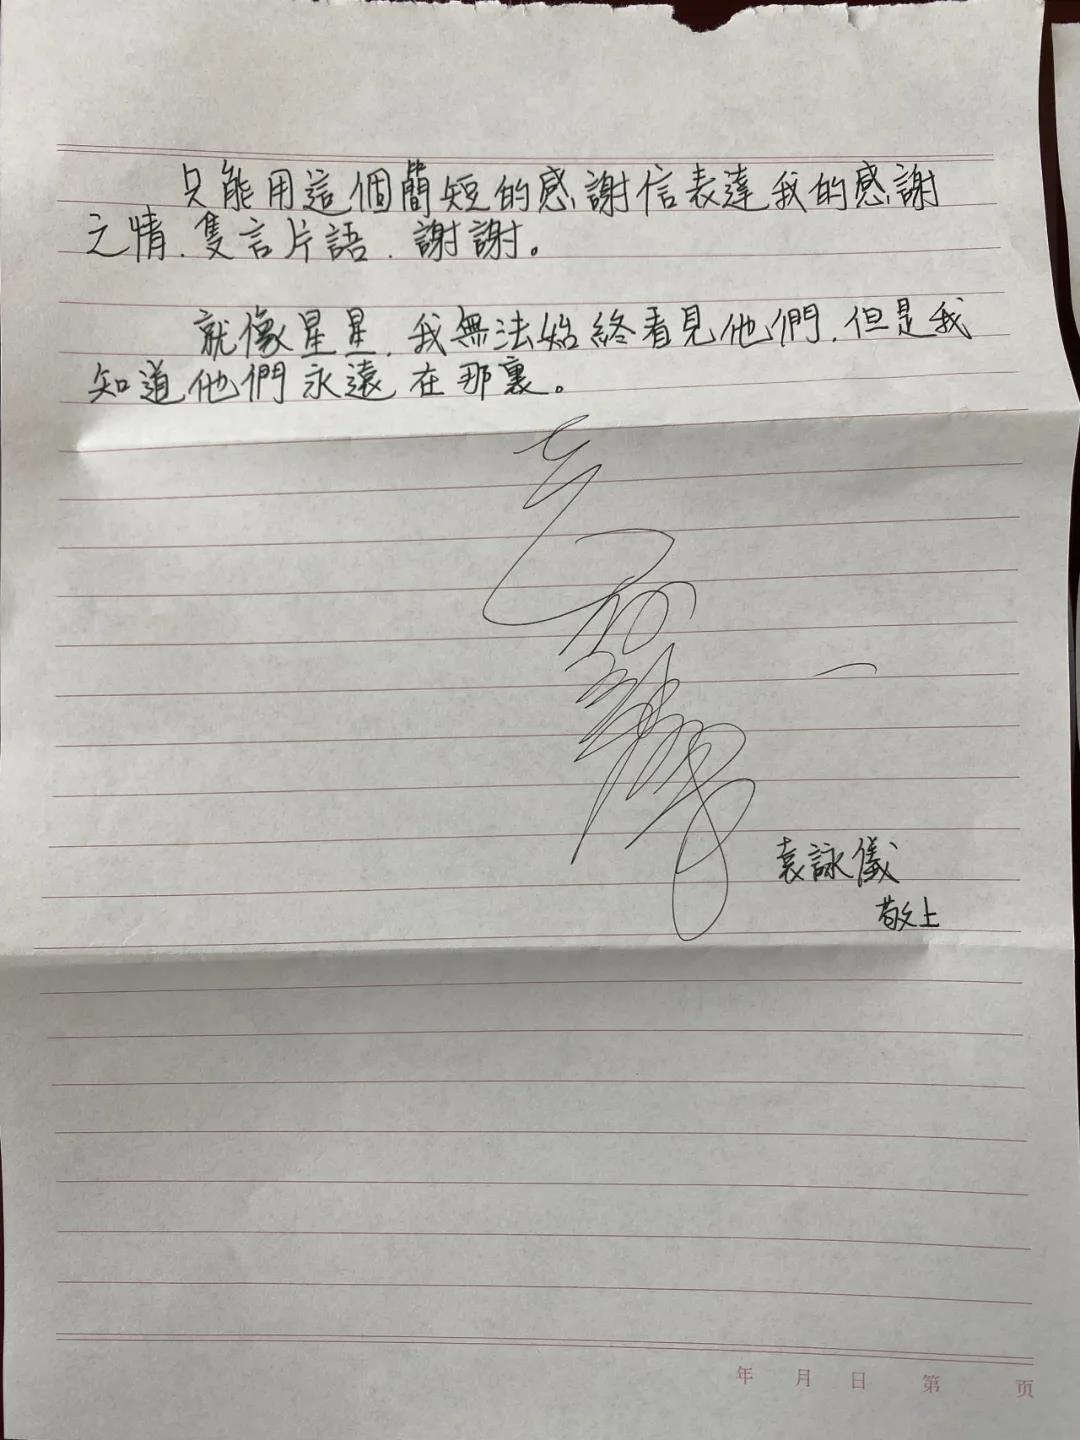 只能用這個簡短的感謝信表達我的感謝
之情.隻言片語.謝謝。
就像星星.我無法始終看見他們.但是我
知道他們永遠在那裏。
袁詠儀
敬上
年 月 日 第 页